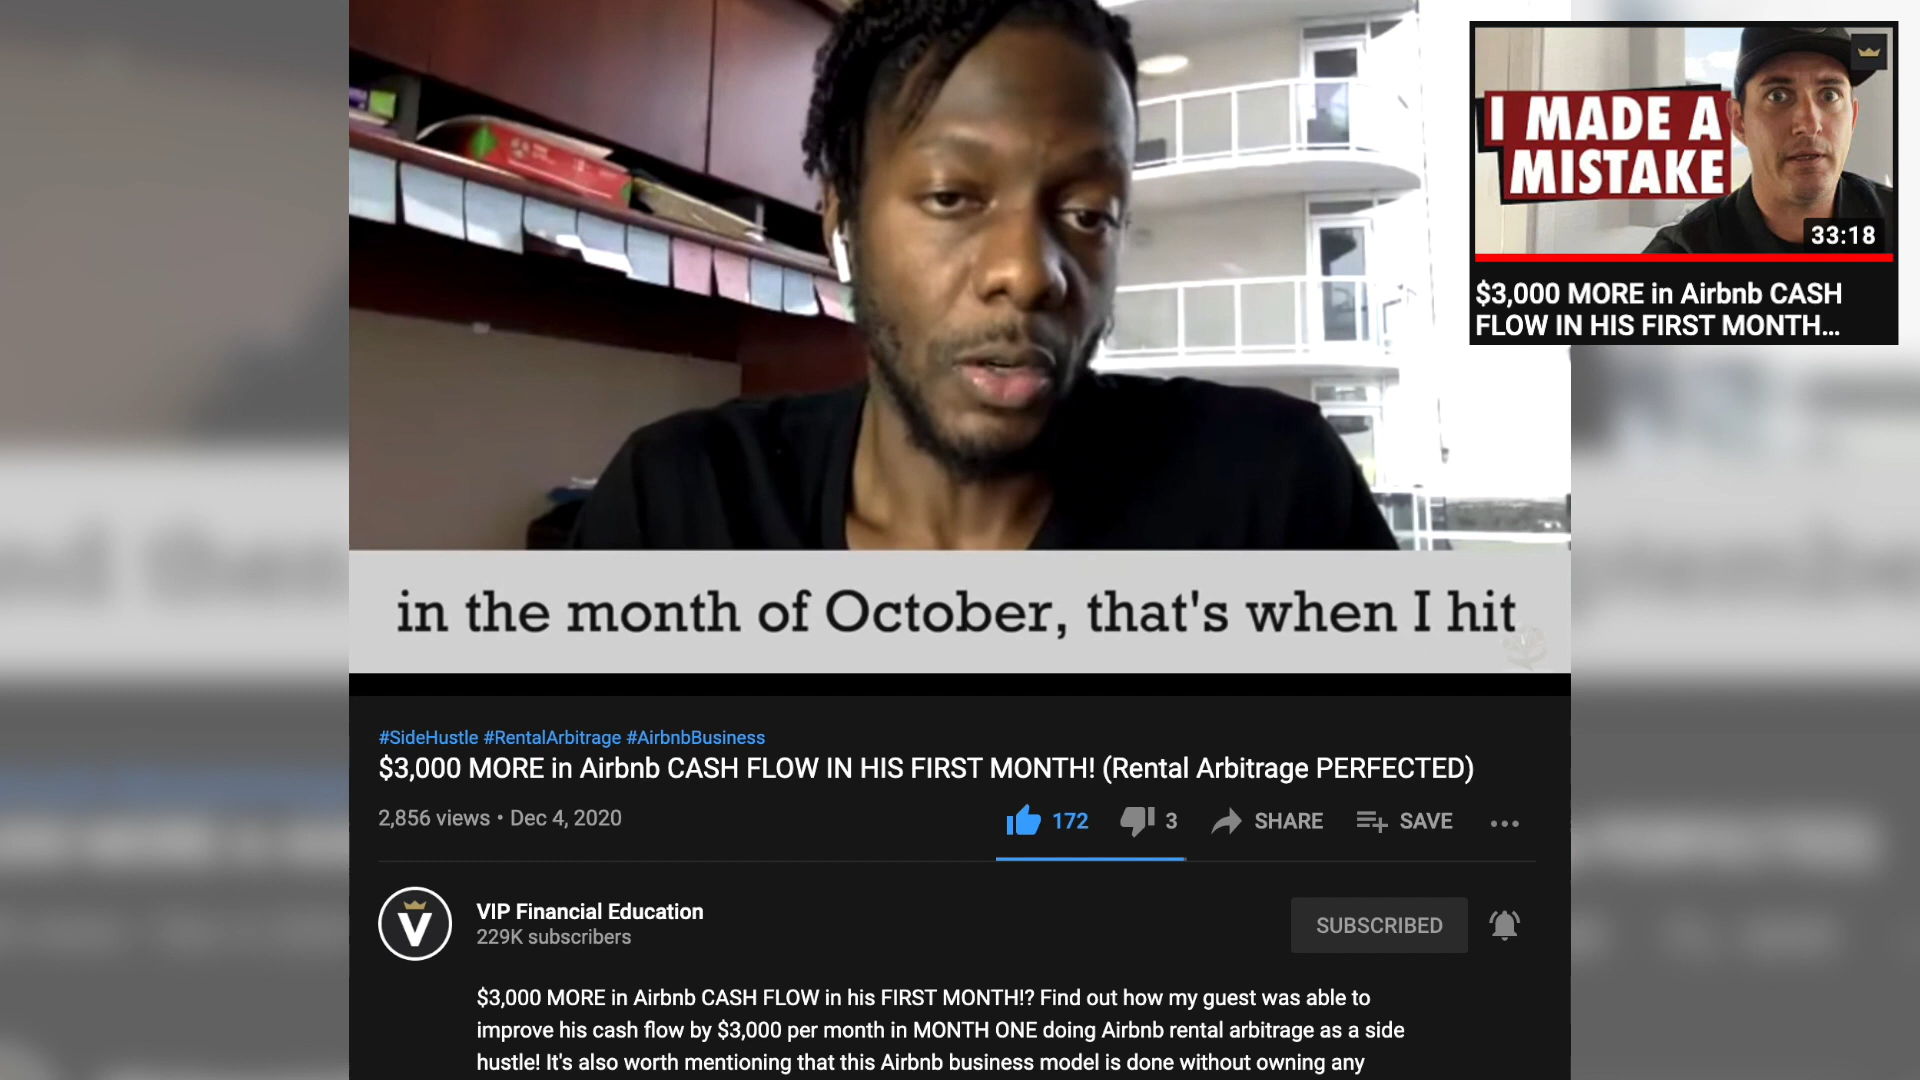 in the month of October, that's when I hit
#SideHustle #RentalArbitrage #AirbnbBusiness
$3,000 MORE in Airbnb CASH FLOW IN HIS FIRST MONTH! (Rental Arbitrage PERFECTED)
2,856 views • Dec 4, 2020
172
3
SHARE
SAVE
V
VIP Financial Education
229K subscribers
SUBSCRIBED
$3,000 MORE in Airbnb CASH FLOW in his FIRST MONTH!? Find out how my guest was able to
improve his cash flow by $3,000 per month in MONTH ONE doing Airbnb rental arbitrage as a side
hustle! It's also worth mentioning that this Airbnb business model is done without owning any
I MADE A
MISTAKE
33:18
$3,000 MORE in Airbnb CASH
FLOW IN HIS FIRST MONTH...